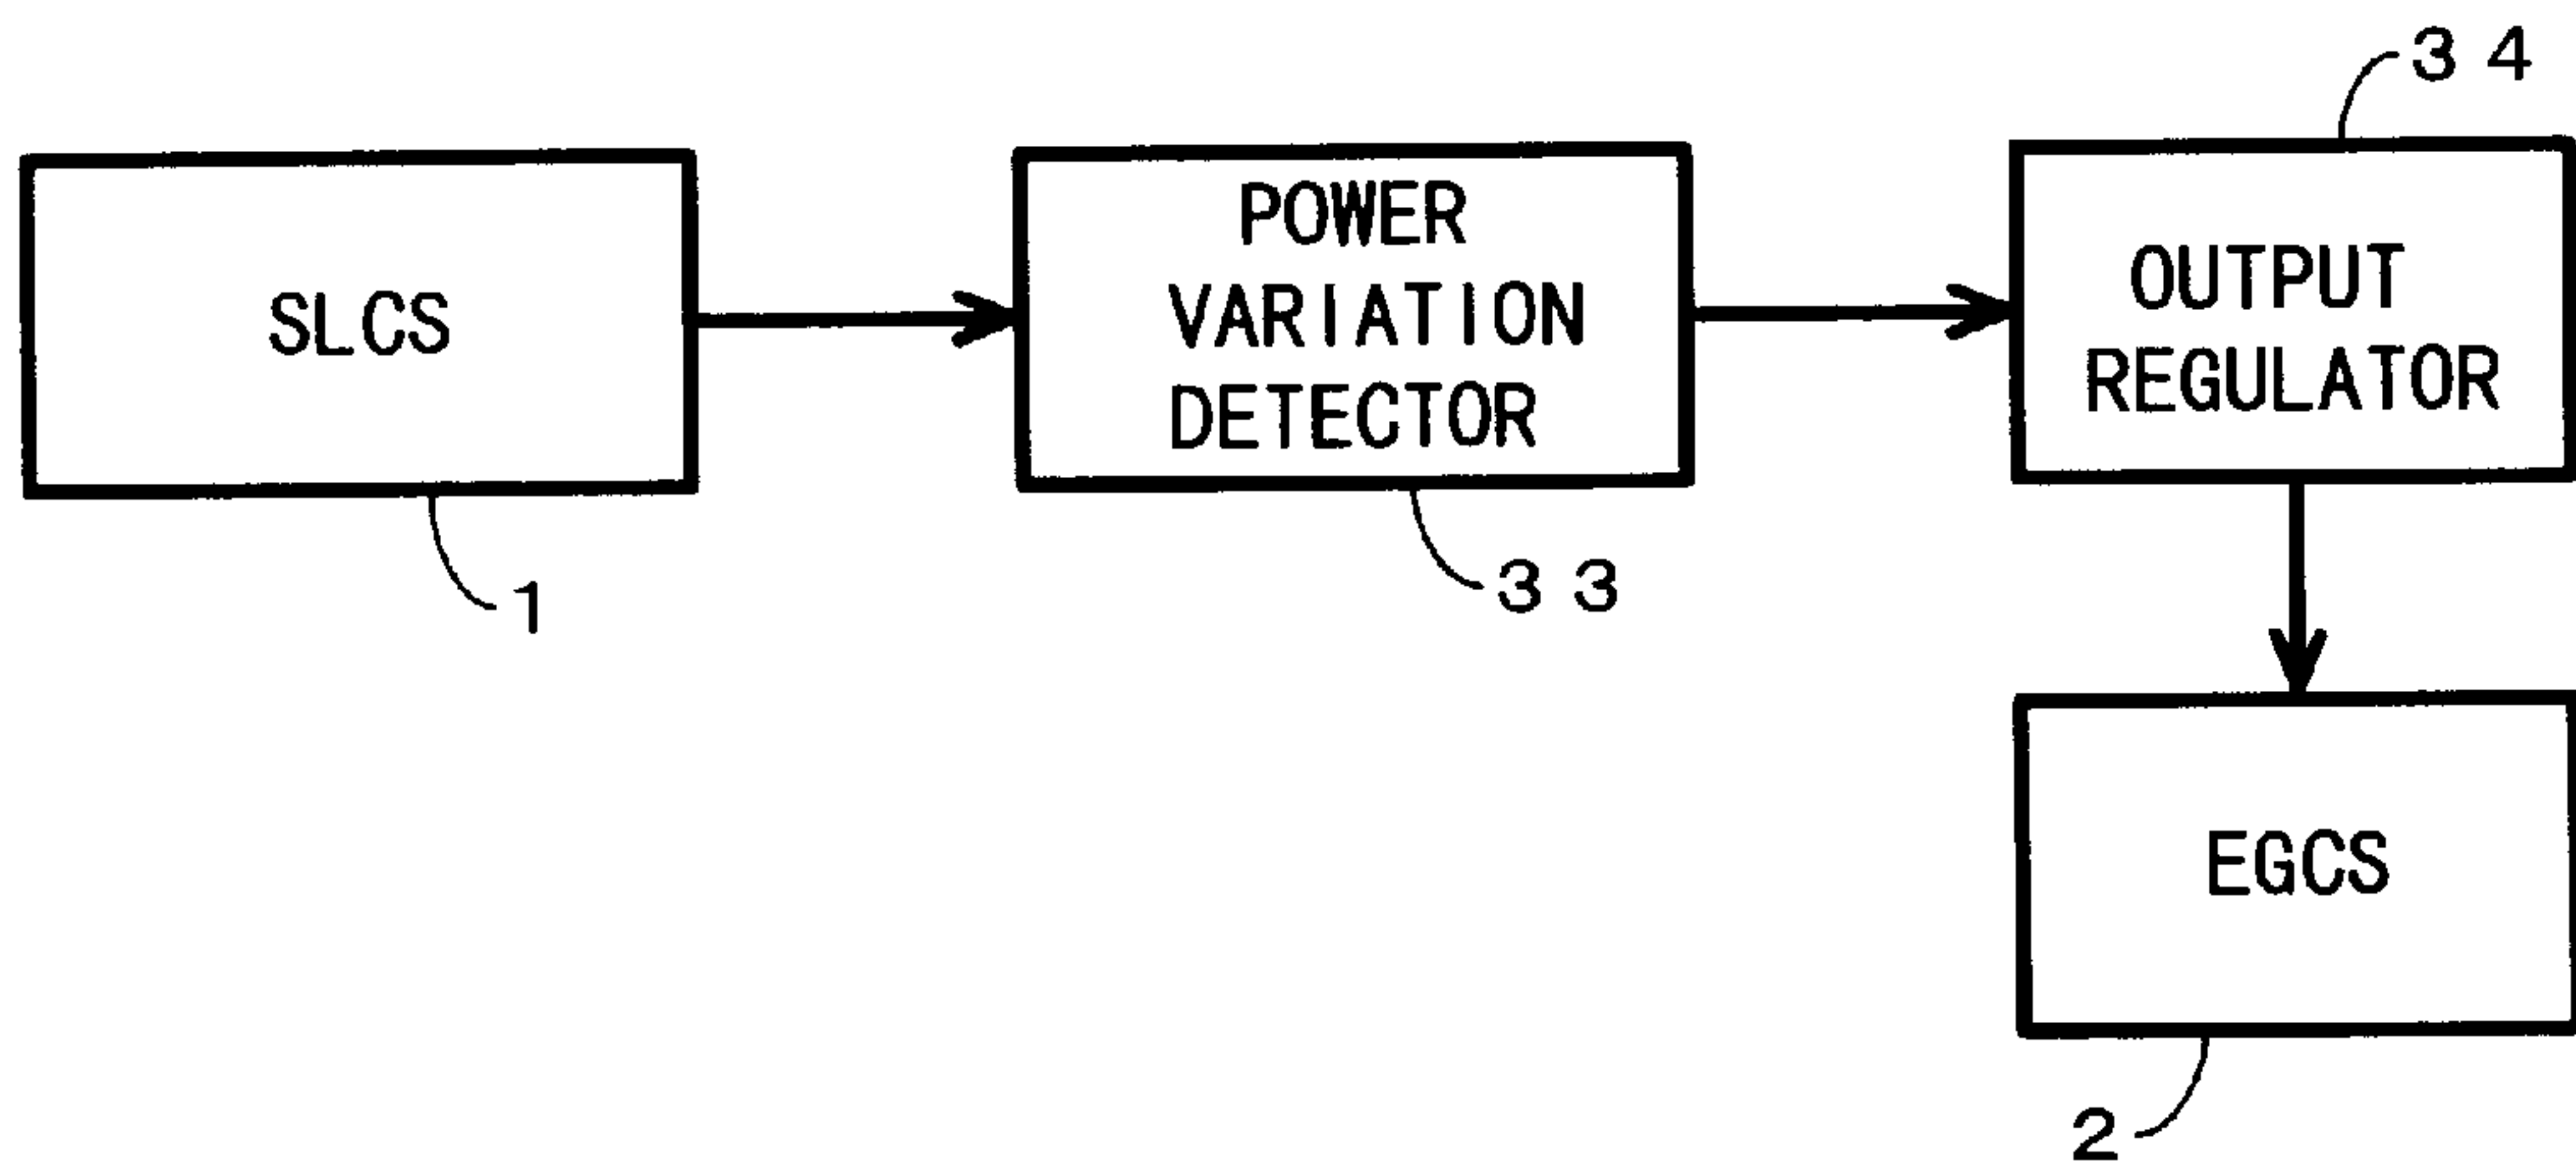 34
SLCS
POWER
VARIATION
DETECTOR
OUTPUT
REGULATOR
1
33
EGCS
2